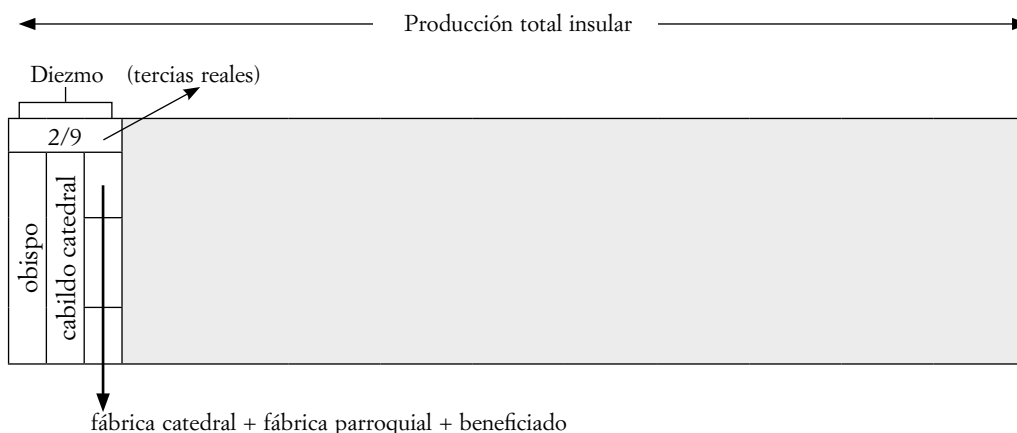 Producción total insular
Diezmo (tercias reales)
2/9
obispo
cabildo catedral
fábrica catedral + fábrica parroquial + beneficiado